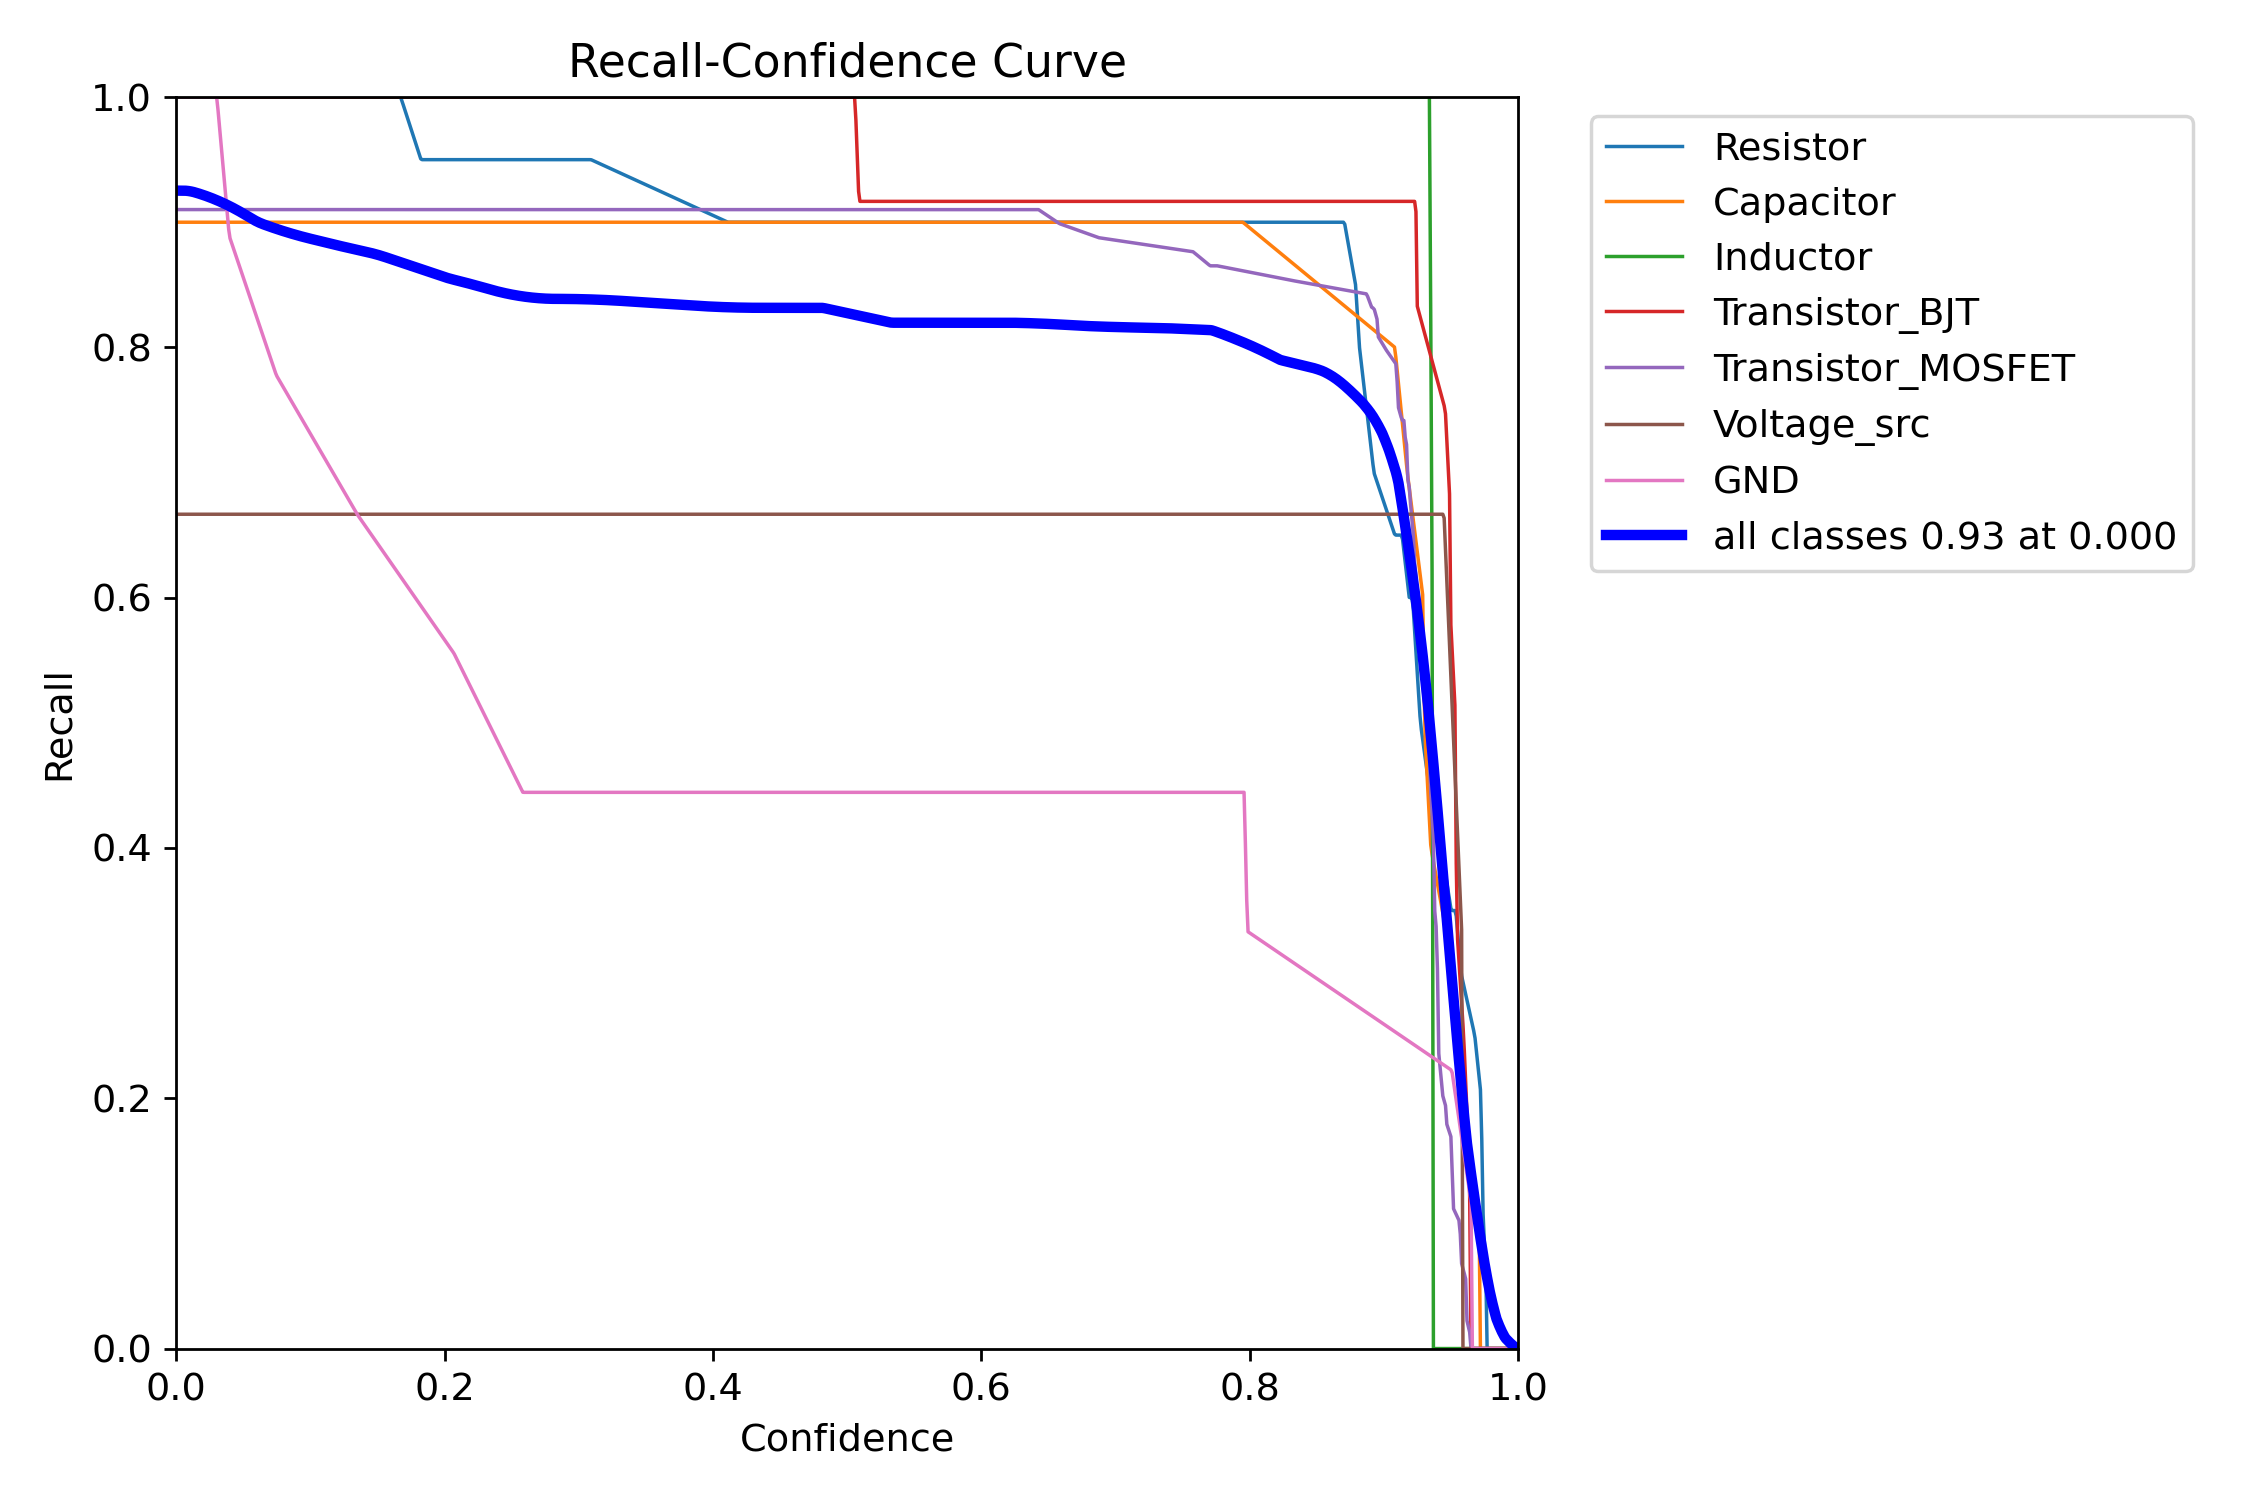 Recall-Confidence Curve
1.0
0.8
0.6
0.4
0.2
0.0
Recall
0.0 0.2 0.4 0.6 0.8 1.0
Confidence
Resistor
Capacitor
Inductor
Transistor_BJT
Transistor_MOSFET
Voltage_src
GND
all classes 0.93 at 0.000